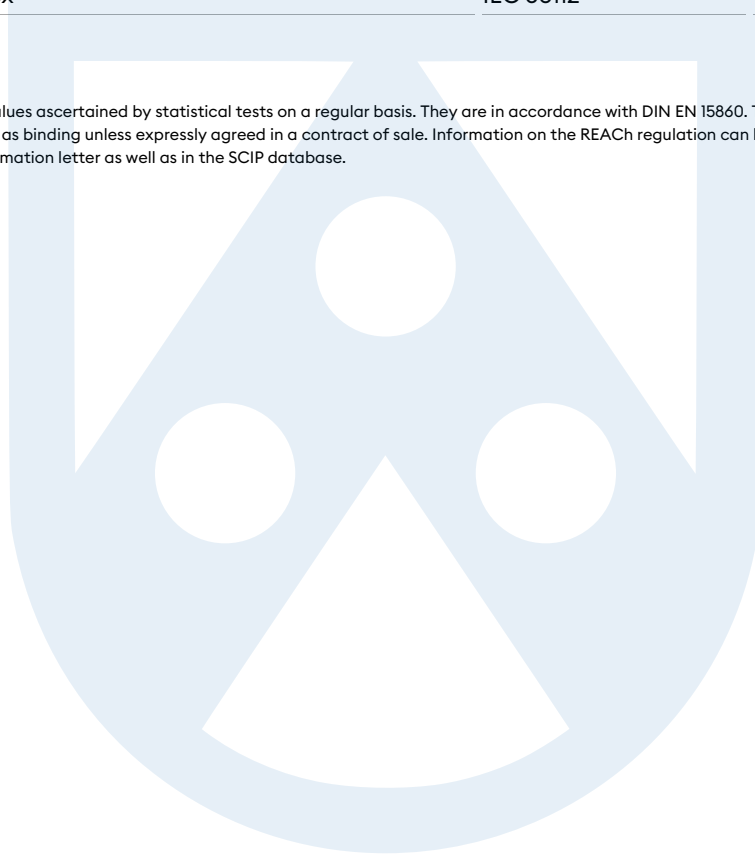 lues ascertained by statistical tests on a regular basis. They are in accordance with DIN EN 15860.
as binding unless expressly agreed in a contract of sale. Information on the REACh regulation can
mation letter as well as in the SCIP database.